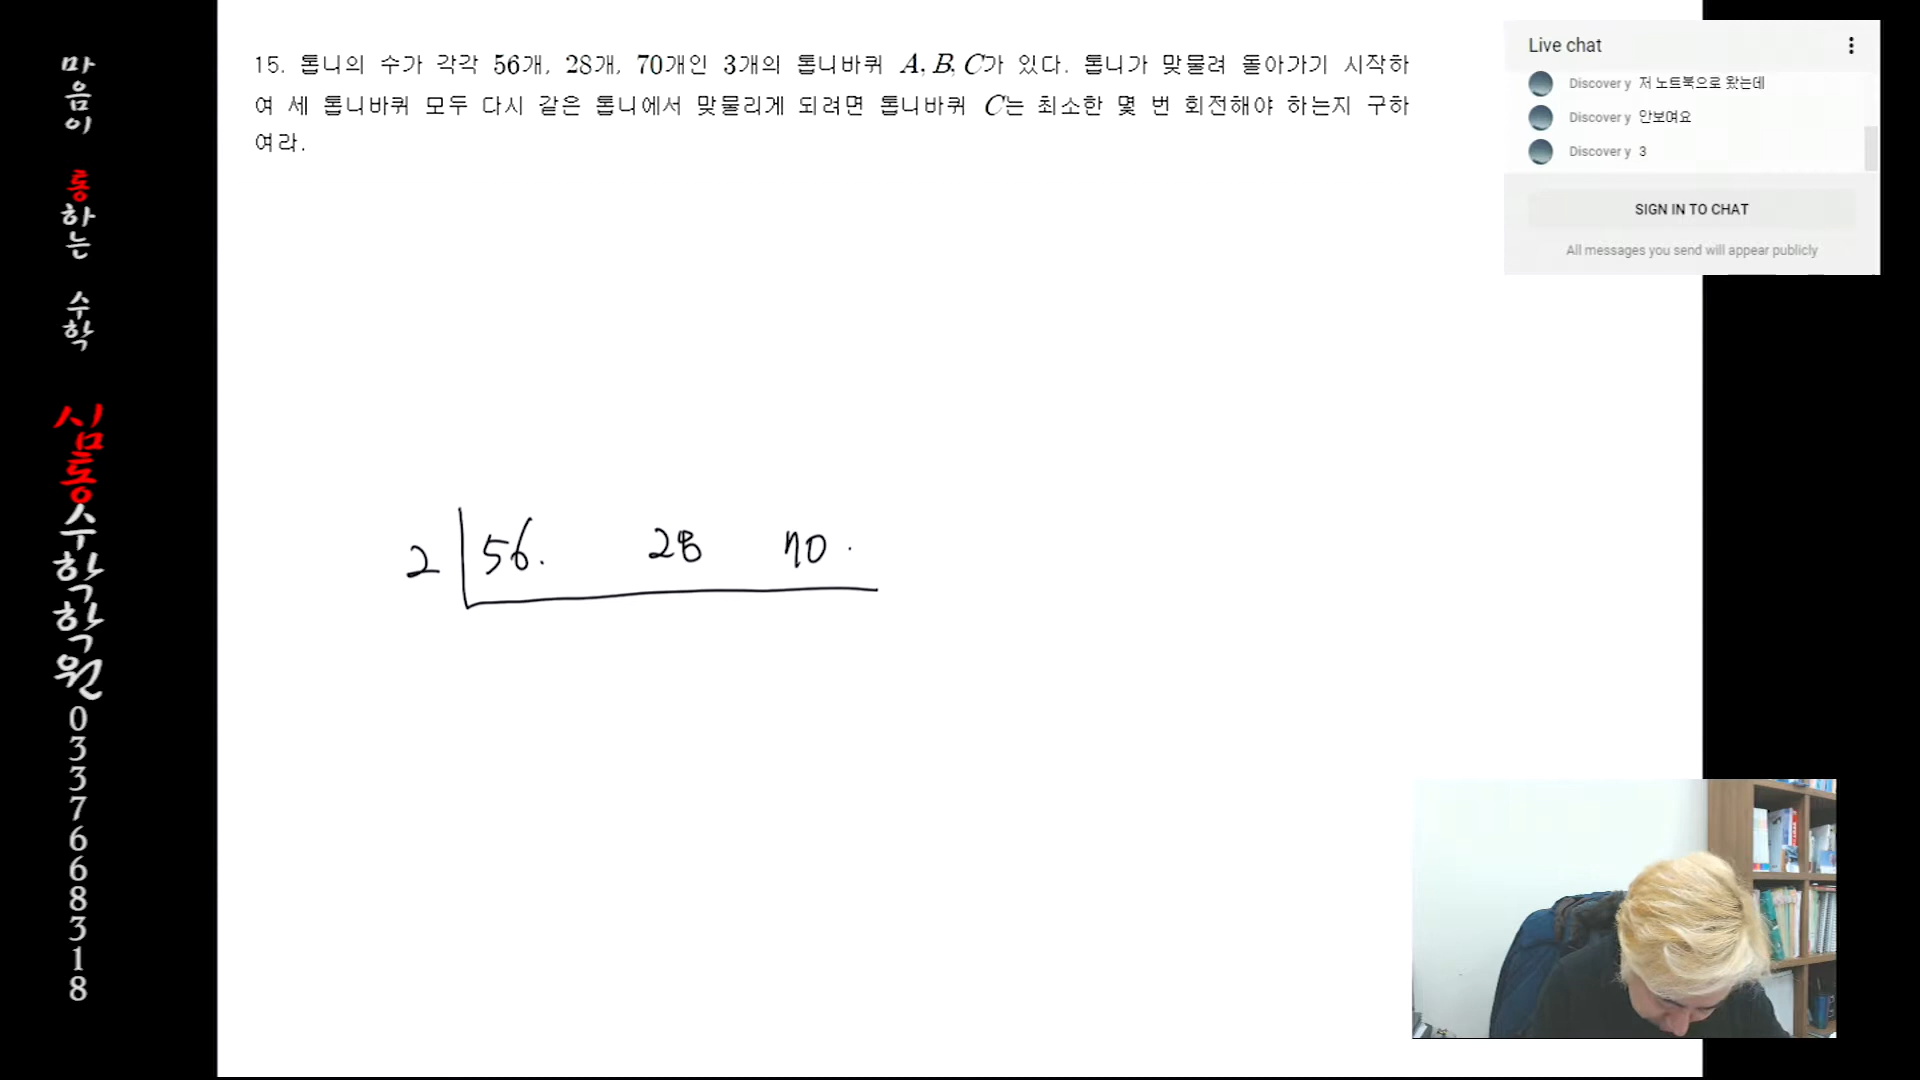 마음이 통하는 수학 심통수학학원 0337668318
15. 톱니의 수가 각각 56개, 28개, 70개인 3개의 톱니바퀴 A, B, C가 있다. 톱니가 맞물려 돌아가기 시작하
여 세 톱니바퀴 모두 다시 같은 톱니에서 맞물리게 되려면 톱니바퀴 C는 최소한 몇 번 회전해야 하는지 구하
여라.
2 56. 28 70.
Live chat
Discover y 저 노트북으로 왔는데
Discover y 안보여요
Discover y 3
SIGN IN TO CHAT
All messages you send will appear publicly